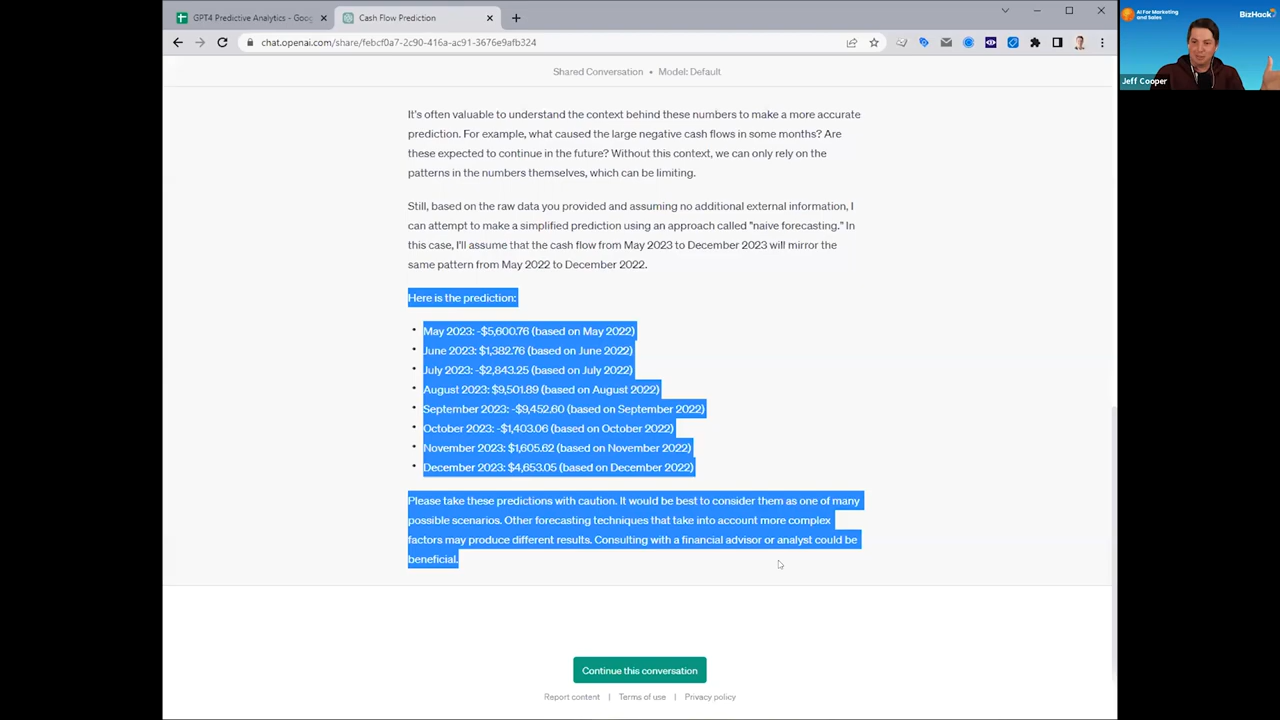 GPT4 Predictive Analytics - Goog
Cash Flow Prediction
chat.openai.com/share/febcf0a7-2c90-416a-ac91-3676e9afb324
AI For Marketing
and Sales
BizHack
Jeff Cooper
Shared Conversation • Model: Default
It's often valuable to understand the context behind these numbers to make a more accurate
prediction. For example, what caused the large negative cash flows in some months? Are
these expected to continue in the future? Without this context, we can only rely on the
patterns in the numbers themselves, which can be limiting.
Still, based on the raw data you provided and assuming no additional external information, I
can attempt to make a simplified prediction using an approach called "naive forecasting." In
this case, I'll assume that the cash flow from May 2023 to December 2023 will mirror the
same pattern from May 2022 to December 2022.
Here is the prediction:
• May 2023: -$5,600.76 (based on May 2022)
• June 2023: $1,382.76 (based on June 2022)
• July 2023: -$2,843.25 (based on July 2022)
• August 2023: $9,501.89 (based on August 2022)
• September 2023: -$9,452.60 (based on September 2022)
• October 2023: -$1,403.06 (based on October 2022)
• November 2023: $1,605.62 (based on November 2022)
• December 2023: $4,653.05 (based on December 2022)
Please take these predictions with caution. It would be best to consider them as one of many
possible scenarios. Other forecasting techniques that take into account more complex
factors may produce different results. Consulting with a financial advisor or analyst could be
beneficial.
Continue this conversation
Report content | Terms of use | Privacy policy